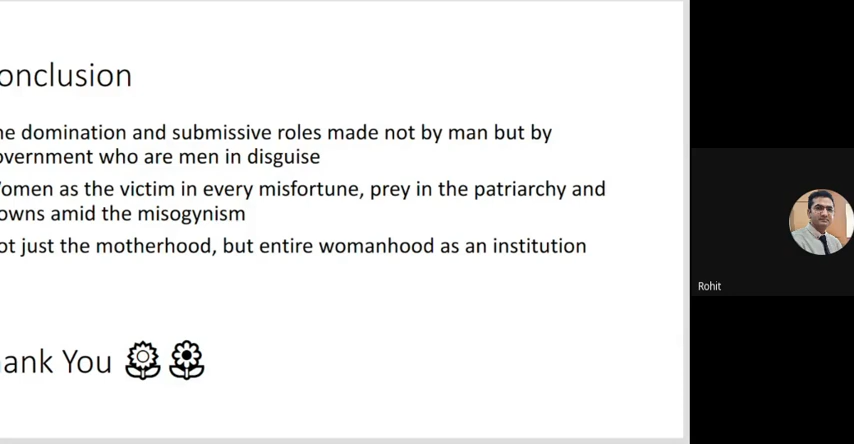 onclusion
he domination and submissive roles made not by man but by
overnment who are men in disguise
omen as the victim in every misfortune, prey in the patriarchy and
owns amid the misogynism
ot just the motherhood, but entire womanhood as an institution
ank You
Rohit